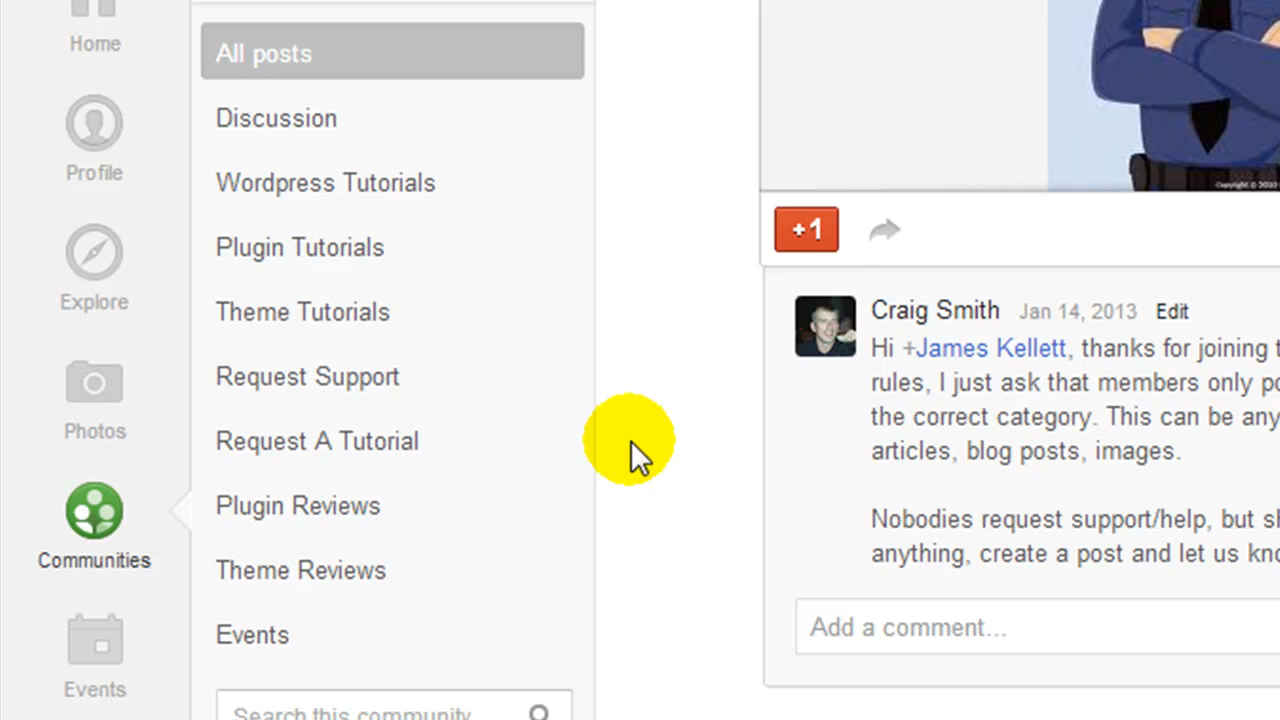 Home
Profile
Explore
Photos
Communities
Events
All posts
Discussion
Wordpress Tutorials
Plugin Tutorials
Theme Tutorials
Request Support
Request A Tutorial
Plugin Reviews
Theme Reviews
Events
Search this community
+1
Craig Smith Jan 14, 2013 Edit
Hi +James Kellett, thanks for joining
rules, I just ask that members only
the correct category. This can be any
articles, blog posts, images.
Nobodies request support/help, but
anything, create a post and let us
Add a comment...